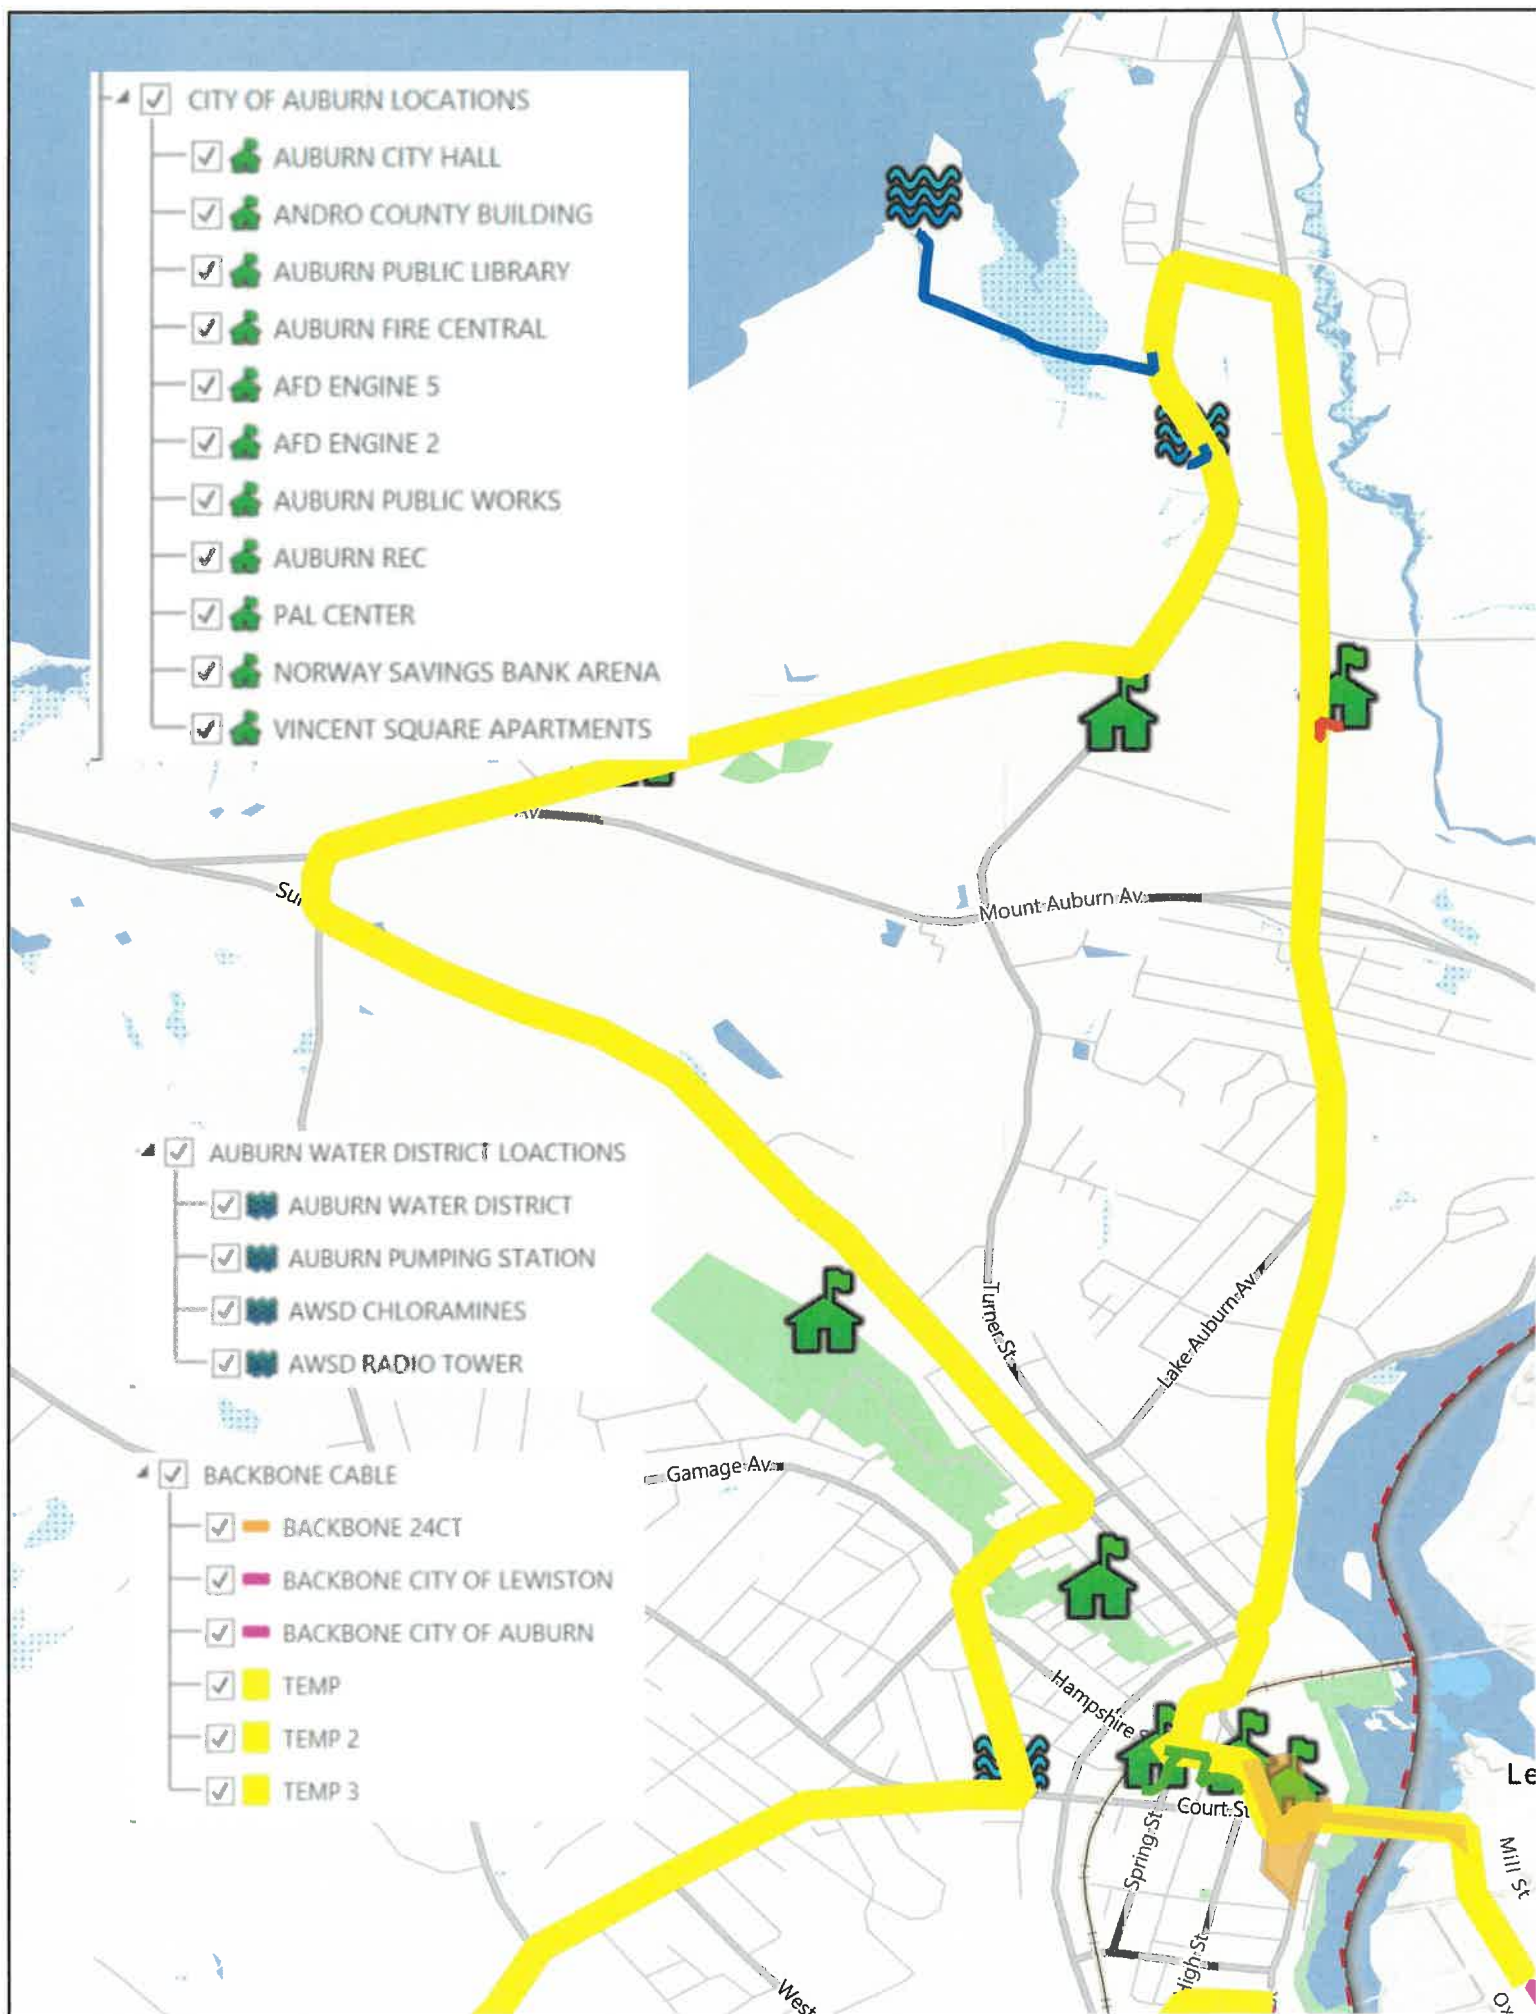 CITY OF AUBURN LOCATIONS
AUBURN CITY HALL
ANDRO COUNTY BUILDING
AUBURN PUBLIC LIBRARY
AUBURN FIRE CENTRAL
AFD ENGINE 5
AFD ENGINE 2
AUBURN PUBLIC WORKS
AUBURN REC
PAL CENTER
NORWAY SAVINGS BANK ARENA
VINCENT SQUARE APARTMENTS
Av
Su
Mount Auburn Av
AUBURN WATER DISTRICT LOACTIONS
AUBURN WATER DISTRICT
AUBURN PUMPING STATION
AWSD CHLORAMINES
AWSD RADIO TOWER
Turner St
Lake Auburn Av
Gamage Av
BACKBONE CABLE
BACKBONE 24CT
BACKBONE CITY OF LEWISTON
BACKBONE CITY OF AUBURN
TEMP
TEMP 2
TEMP 3
Hampshire S
Le
Court St
Spring St
Mill St
High St
West
Ox